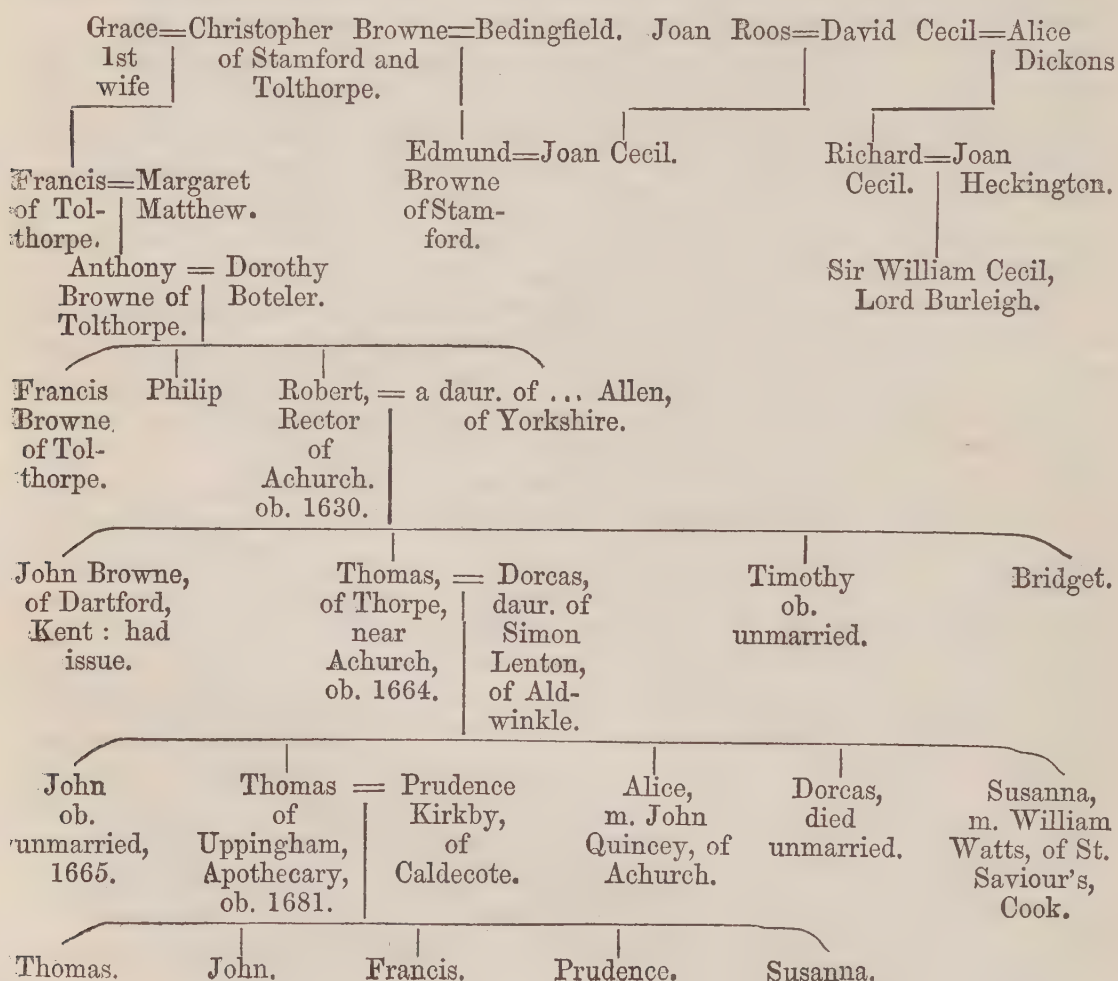 Grace=Christopher Browne=Bedingfield. Joan Roos=David Cecil=Alice
1st of Stamford and Dickons
wife Tolthorpe.
Edmund=Joan Cecil. Richard=Joan
Francis=Margaret Browne Cecil. Heckington.
of Tol- Matthew. of Stam-
thorpe. ford.
Anthony = Dorothy Sir William Cecil,
Browne of Boteler. Lord Burleigh.
Tolthorpe.
Francis Philip Robert, = a daur. of ... Allen,
Browne Rector of Yorkshire.
of Tol- of
thorpe. Achurch.
ob. 1630.
John Browne, Thomas, = Dorcas, Timothy Bridget.
of Dartford, of Thorpe, daur. of ob.
Kent : had near Simon unmarried.
issue. Achurch, Lenton,
ob. 1664. of Ald-
winkle.
John Thomas = Prudence Alice, Dorcas, Susanna,
ob. of Kirkby, m. John died m. William
unmarried, Uppingham, of Quincey, of unmarried. Watts, of St.
1665. Apothecary, Caldecote. Achurch. Saviour's,
ob. 1681. Cook.
Thomas. John. Francis. Prudence. Susanna.